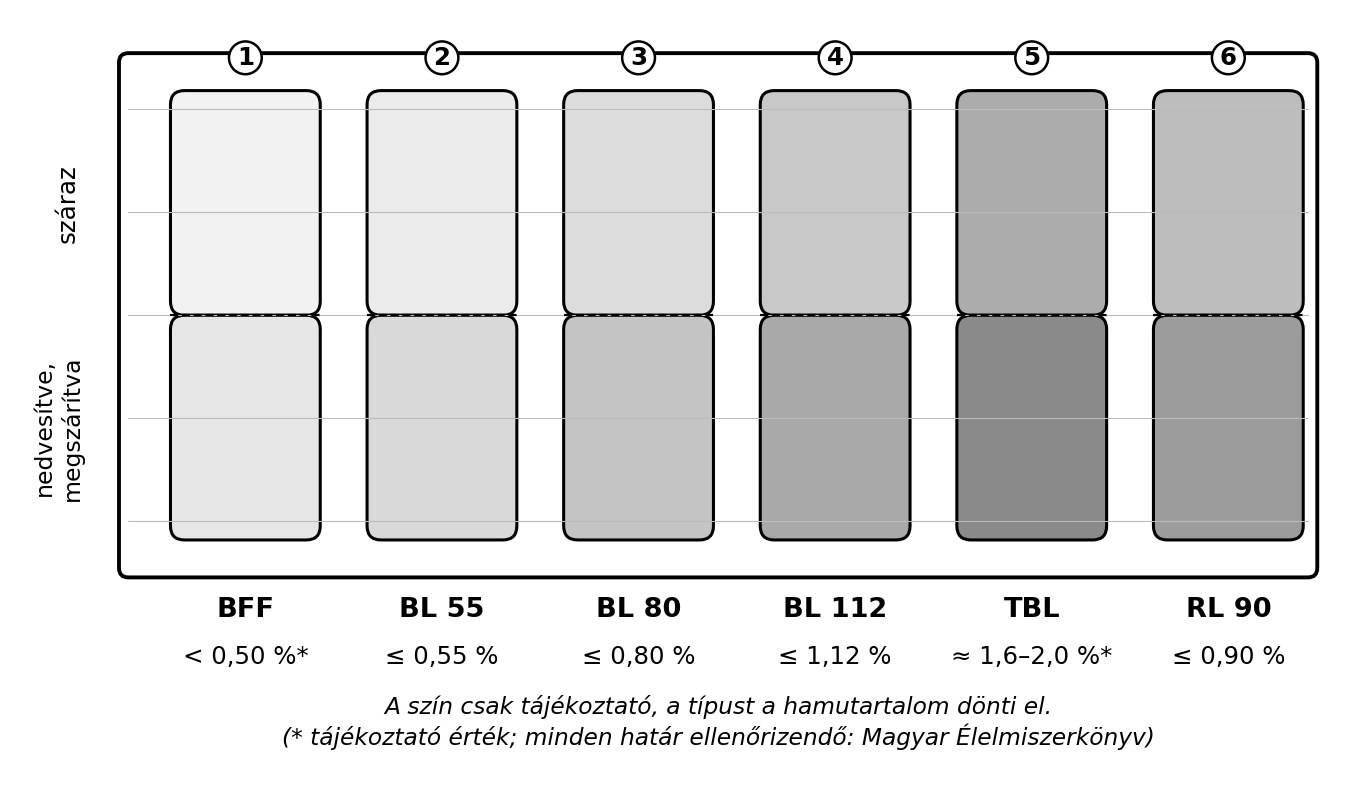 1 2 3 4 5 6
száraz
nedvesítve,
megszárítva
BFF BL 55 BL 80 BL 112 TBL RL 90
< 0,50 %* ≤ 0,55 % ≤ 0,80 % ≤ 1,12 % ≈ 1,6–2,0 %* ≤ 0,90 %
A szín csak tájékoztató, a típust a hamutartalom dönti el.
(* tájékoztató érték; minden határ ellenőrizendő: Magyar Élelmiszerkönyv)